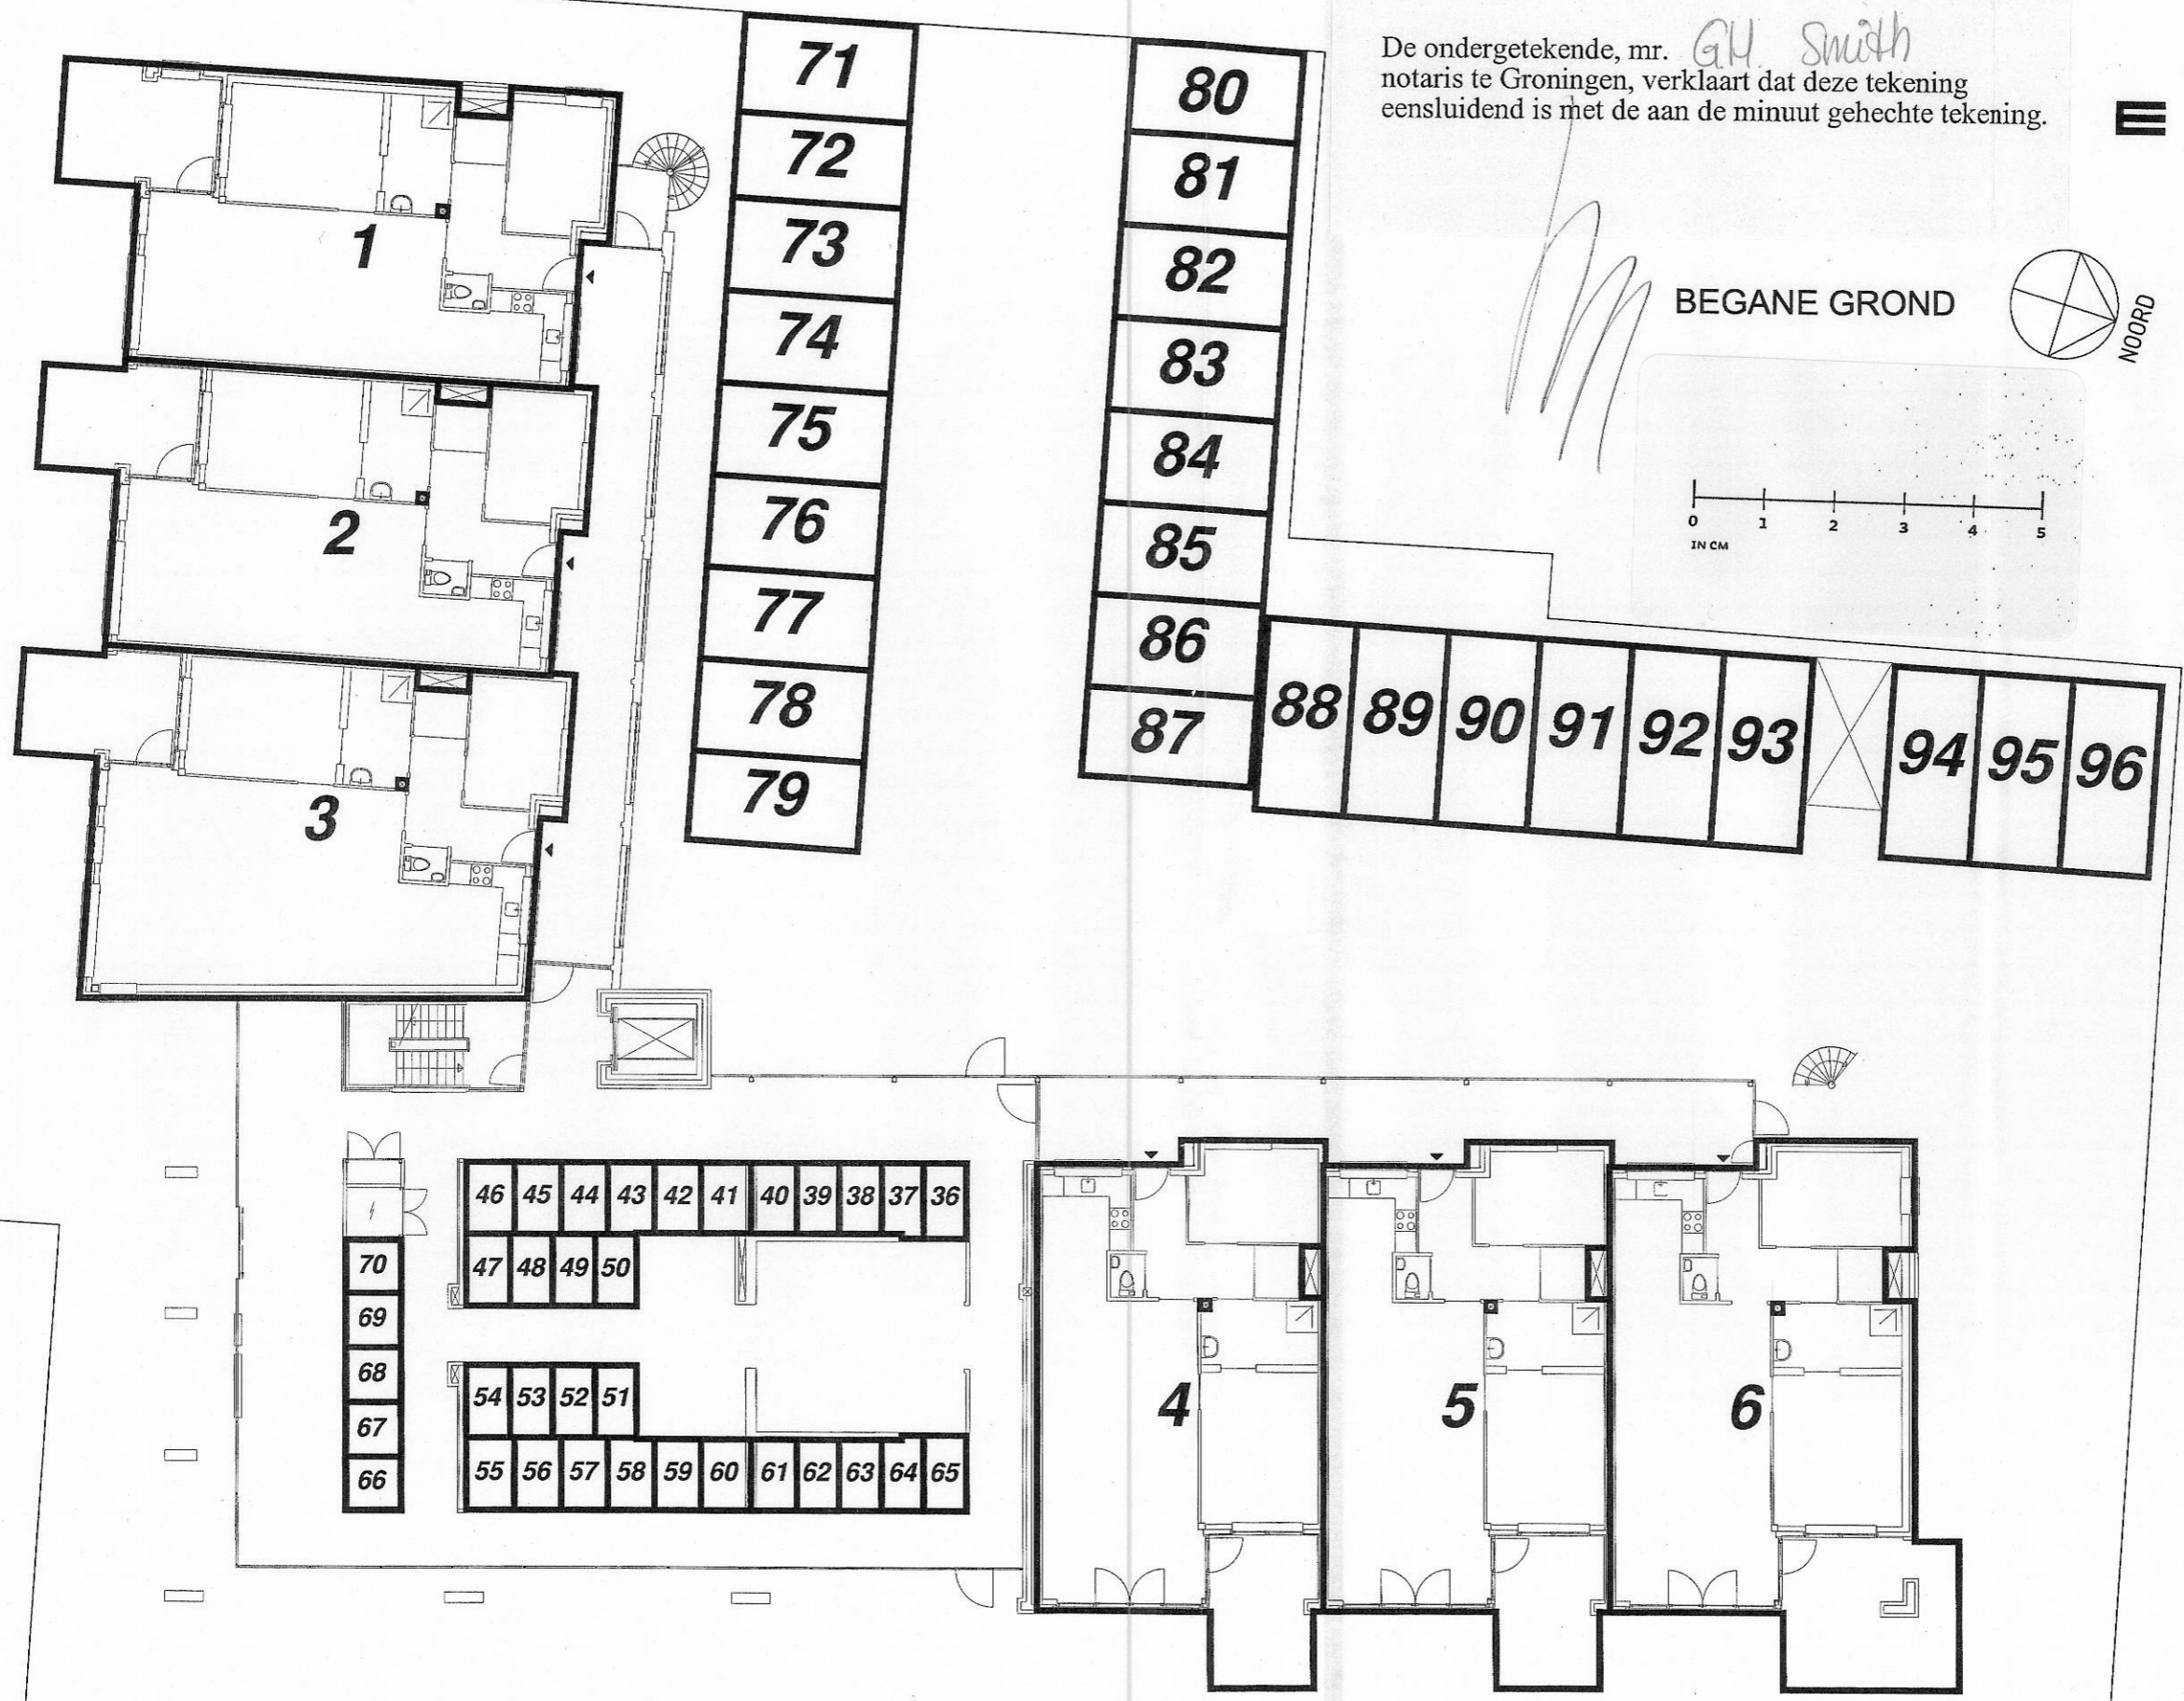 De ondergetekende, mr. GH. Smith
notaris te Groningen, verklaart dat deze tekening
eensluidend is met de aan de minuut gehechte tekening.
BEGANE GROND
NOORD
0 1 2 3 4 5
IN CM
1
2
3
71
72
73
74
75
76
77
78
79
80
81
82
83
84
85
86
87
88 89 90 91 92 93 94 95 96
46 45 44 43 42 41 40 39 38 37 36
47 48 49 50
54 53 52 51
55 56 57 58 59 60 61 62 63 64 65
70
69
68
67
66
4 5 6